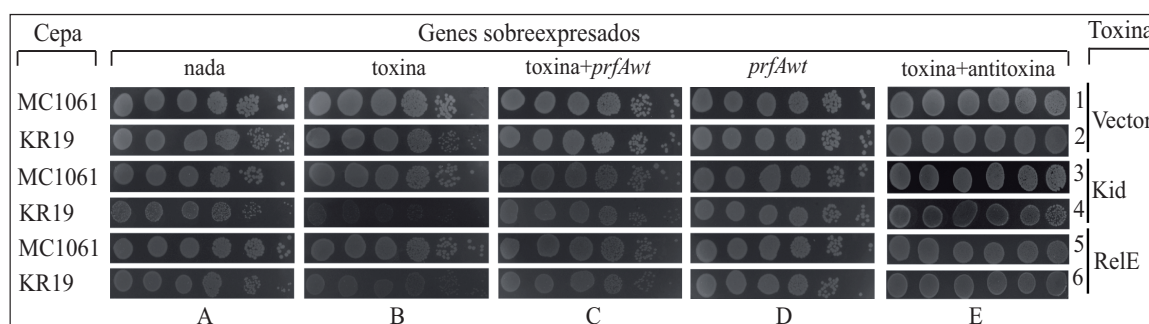 Cepa Genes sobreexpresados Toxina
nada toxina toxina+prfAwt prfAwt toxina+antitoxina
MC1061 1
KR19 2 Vector
MC1061 3
KR19 4 Kid
MC1061 5
KR19 6 RelE
A B C D E